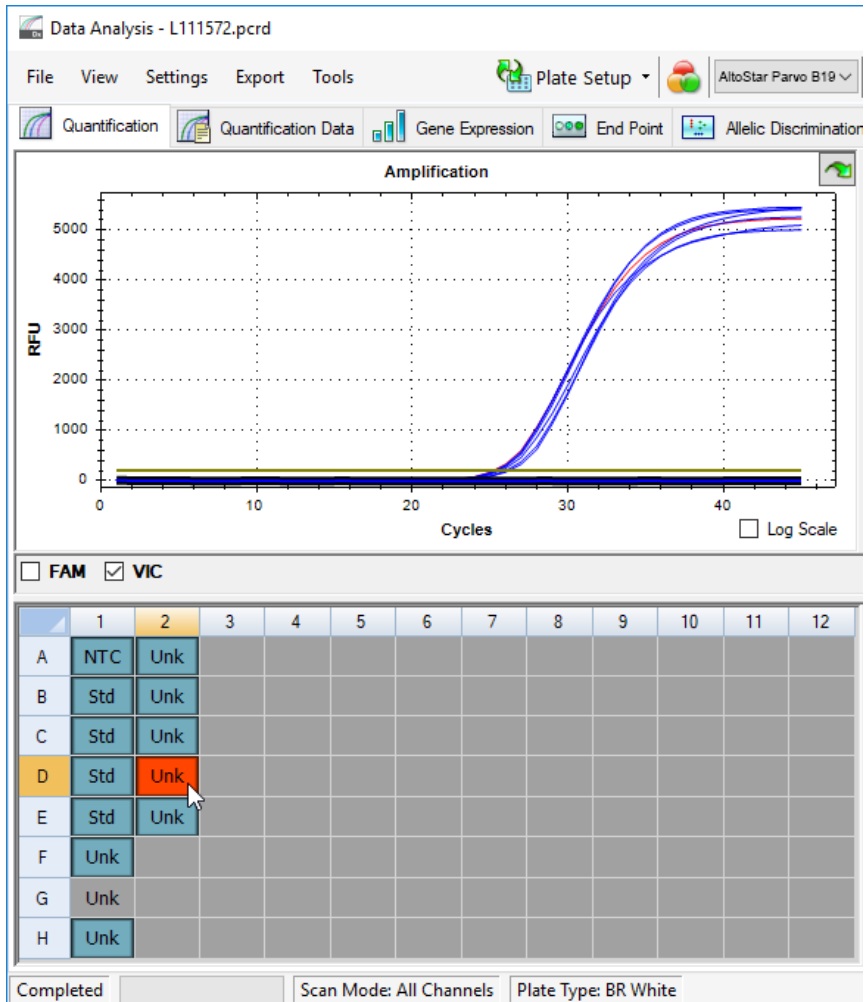 Data Analysis - L111572.pcrd
File View Settings Export Tools Plate Setup AltoStar Parvo B19
Quantification Quantification Data Gene Expression End Point Allelic Discrimination
Amplification
5000
4000
3000
2000
1000
0
RFU
0 10 20 30 40
Cycles
Log Scale
FAM VIC
1 2 3 4 5 6 7 8 9 10 11 12
A NTC Unk
B Std Unk
C Std Unk
D Std Unk
E Std Unk
F Unk
G Unk
H Unk
Completed Scan Mode: All Channels Plate Type: BR White